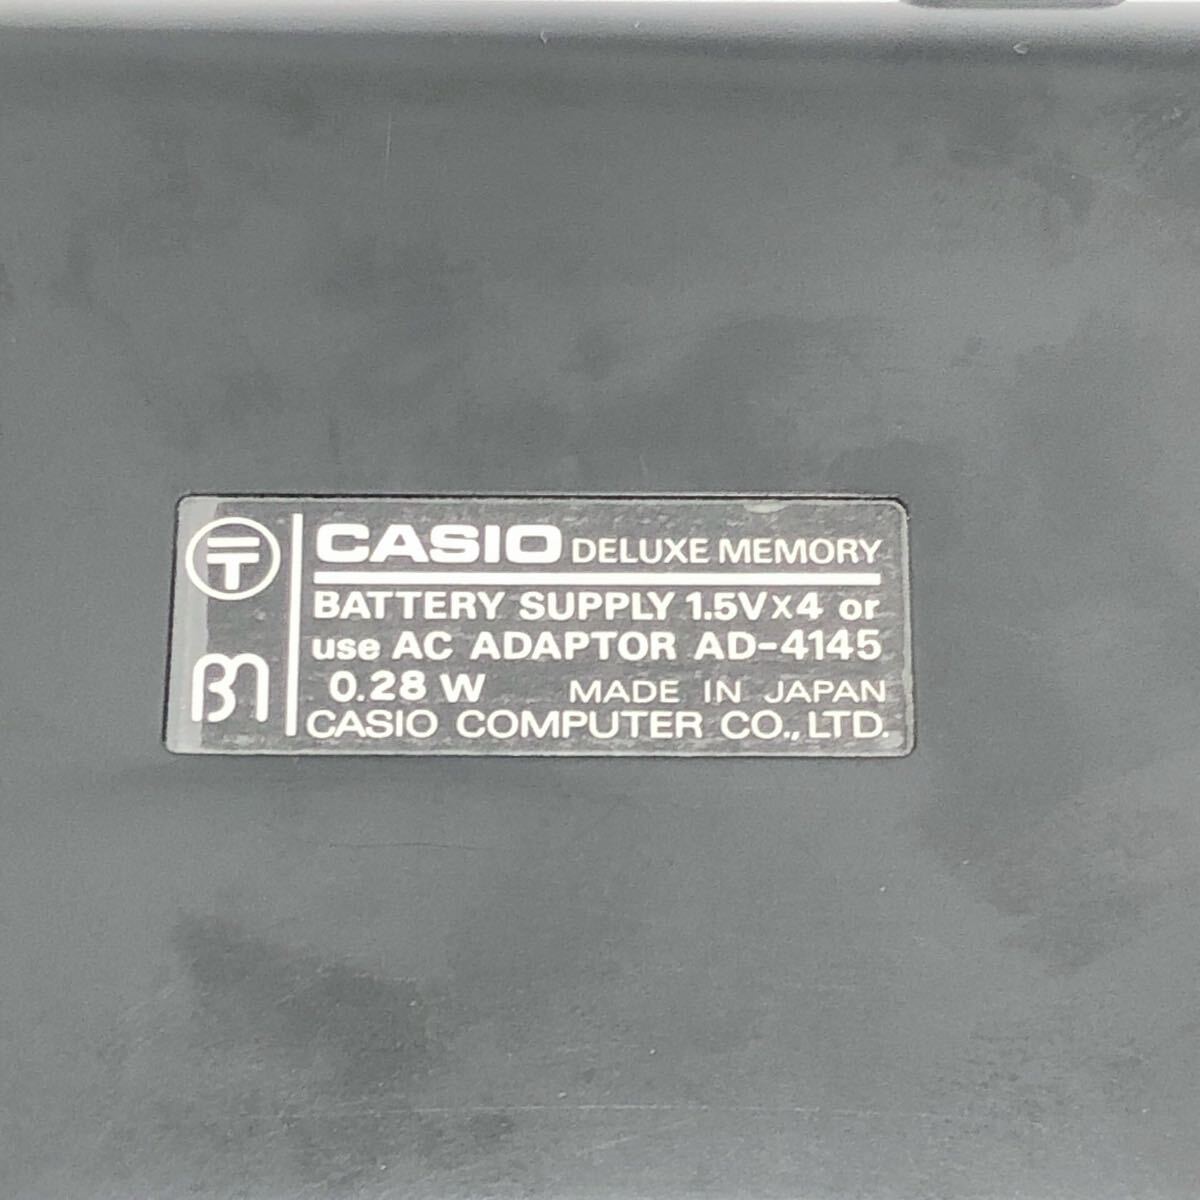 CASIO DELUXE MEMORY
BATTERY SUPPLY 1.5V×4 or
use AC ADAPTOR AD-4145
0.28 W MADE IN JAPAN
CASIO COMPUTER CO., LTD.